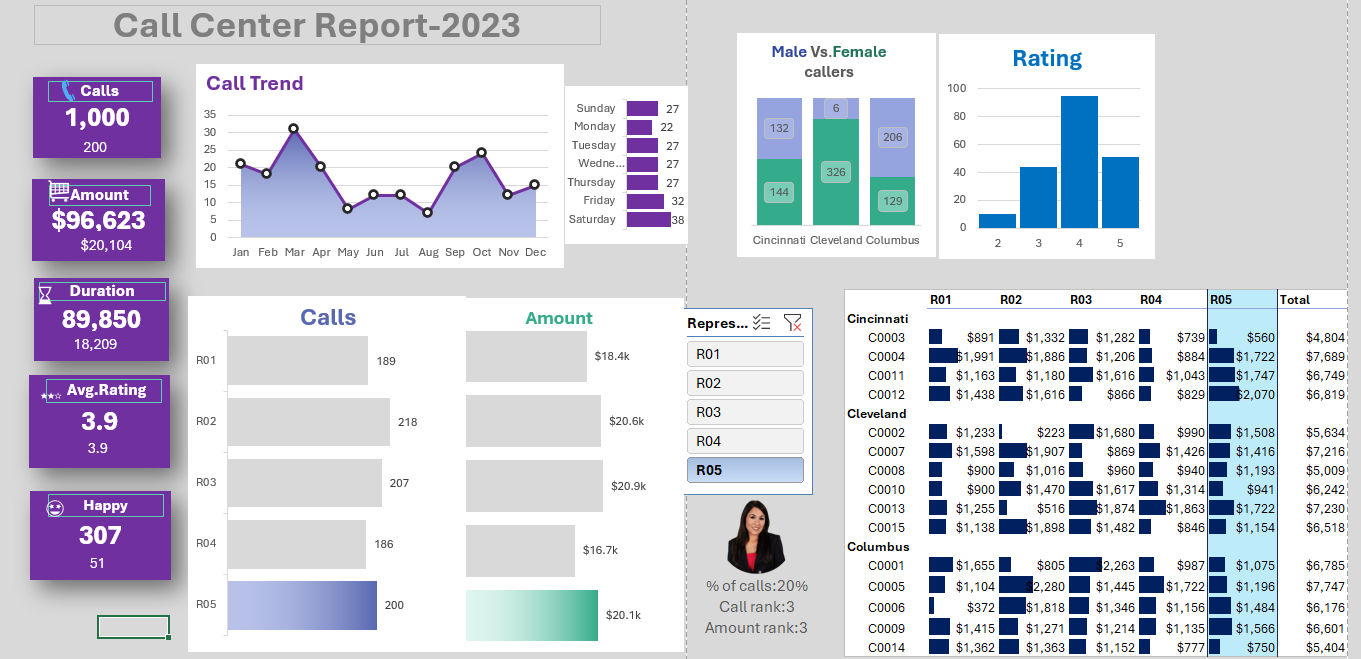 Call Center Report-2023
Calls
1,000
200
Amount
$96,623
$20,104
Duration
89,850
18,209
Avg.Rating
3.9
3.9
Happy
307
51
Call Trend
35
30
25
20
15
10
5
0
Jan Feb Mar Apr May Jun Jul Aug Sep Oct Nov Dec
Sunday 27
Monday 22
Tuesday 27
Wedne... 27
Thursday 27
Friday 32
Saturday 38
Male Vs.Female
callers
132 6 206
144 326 129
Cincinnati Cleveland Columbus
Rating
100
80
60
40
20
0
2 3 4 5
Calls
R01 189
R02 218
R03 207
R04 186
R05 200
Amount
$18.4k
$20.6k
$20.9k
$16.7k
$20.1k
Repres...
R01
R02
R03
R04
R05
% of calls:20%
Call rank:3
Amount rank:3
R01 R02 R03 R04 R05 Total
Cincinnati
C0003 $891 $1,332 $1,282 $739 $560 $4,804
C0004 $1,991 $1,886 $1,206 $884 $1,722 $7,689
C0011 $1,163 $1,180 $1,616 $1,043 $1,747 $6,749
C0012 $1,438 $1,616 $866 $829 $2,070 $6,819
Cleveland
C0002 $1,233 $223 $1,680 $990 $1,508 $5,634
C0007 $1,598 $1,907 $869 $1,426 $1,416 $7,216
C0008 $900 $1,016 $960 $940 $1,193 $5,009
C0010 $900 $1,470 $1,617 $1,314 $941 $6,242
C0013 $1,255 $516 $1,874 $1,863 $1,722 $7,230
C0015 $1,138 $1,898 $1,482 $846 $1,154 $6,518
Columbus
C0001 $1,655 $805 $2,263 $987 $1,075 $6,785
C0005 $1,104 $2,280 $1,445 $1,722 $1,196 $7,747
C0006 $372 $1,818 $1,346 $1,156 $1,484 $6,176
C0009 $1,415 $1,271 $1,214 $1,135 $1,566 $6,601
C0014 $1,362 $1,363 $1,152 $777 $750 $5,404